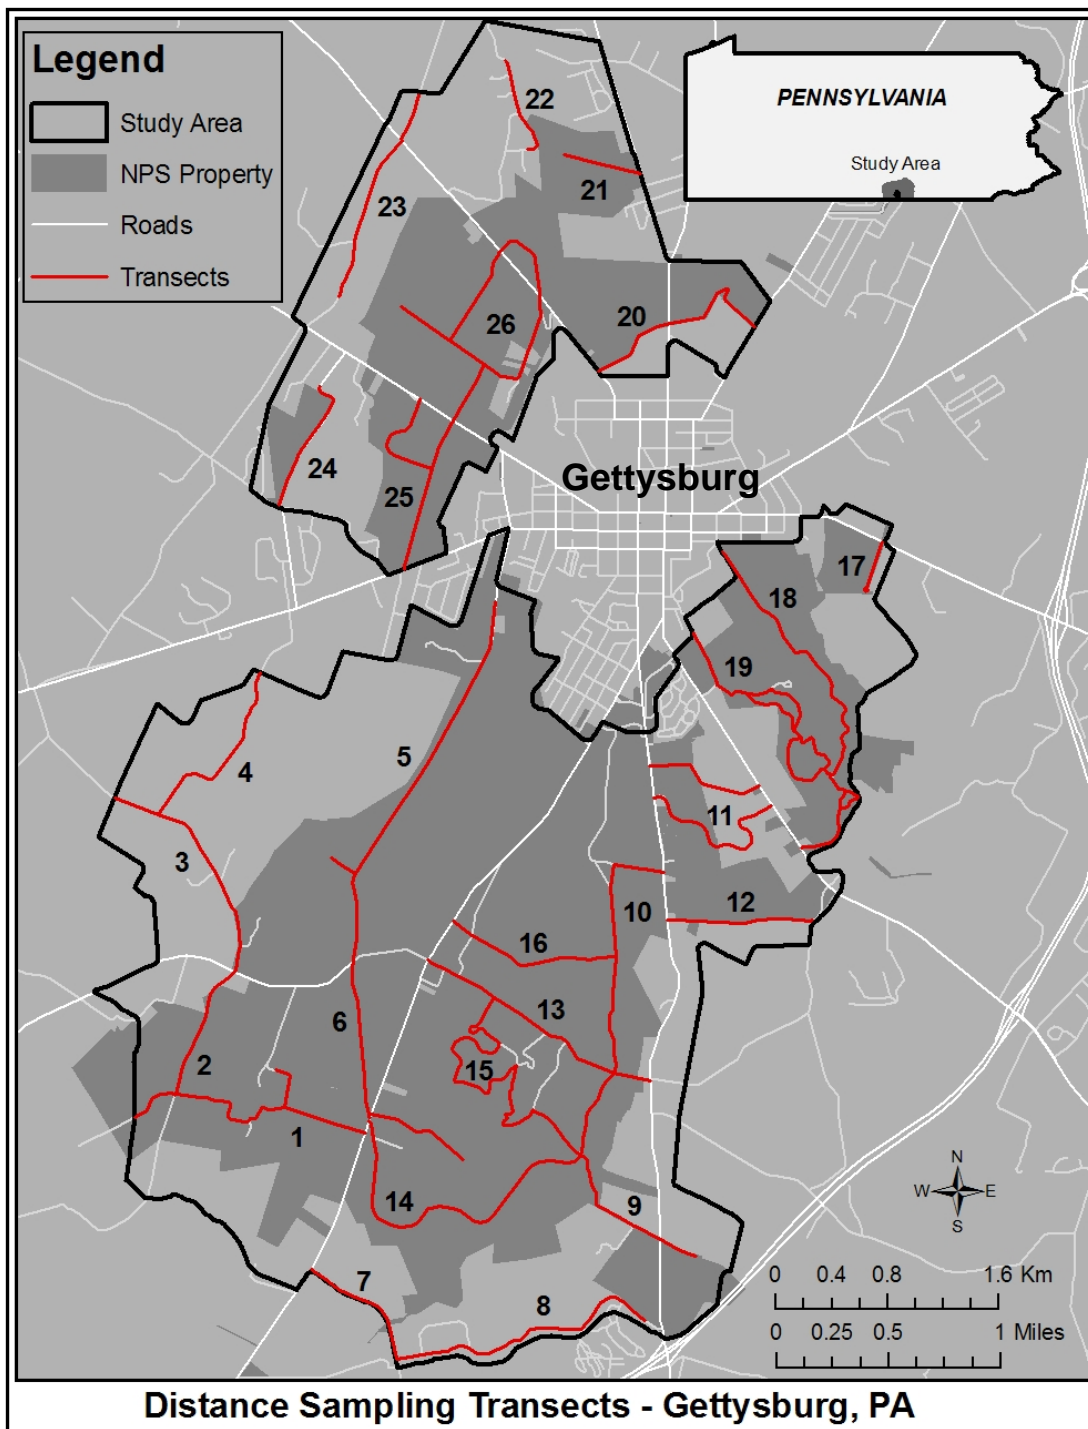 Legend
Study Area
NPS Property
Roads
Transects
PENNSYLVANIA
Study Area
22
21
23
26
20
24
25
Gettysburg
17
18
19
5
4
3
11
10
12
16
13
6
15
2
1
14
9
7
8
N
W E
S
0 0.4 0.8 1.6 Km
0 0.25 0.5 1 Miles
Distance Sampling Transects - Gettysburg, PA